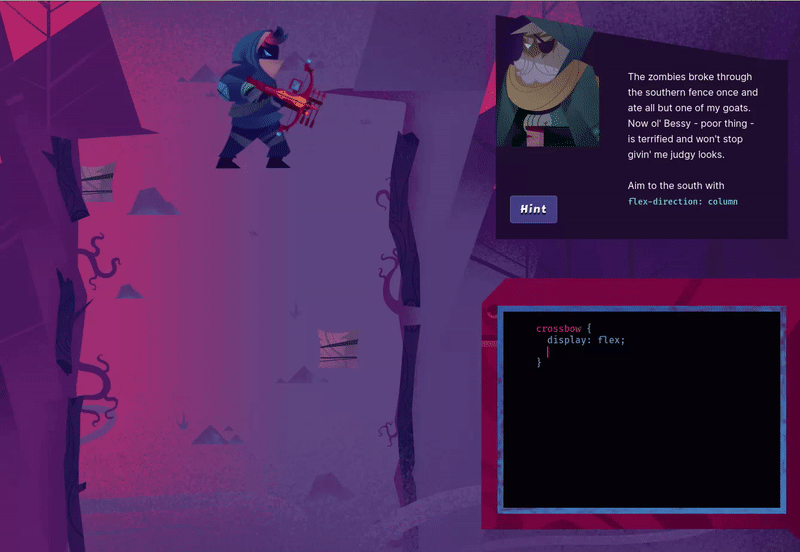 The zombies broke through
the southern fence once and
ate all but one of my goats.
Now ol' Bessy - poor thing -
is terrified and won't stop
givin' me judgy looks.
Aim to the south with
flex-direction: column
Hint
crossbow {
display: flex;
}